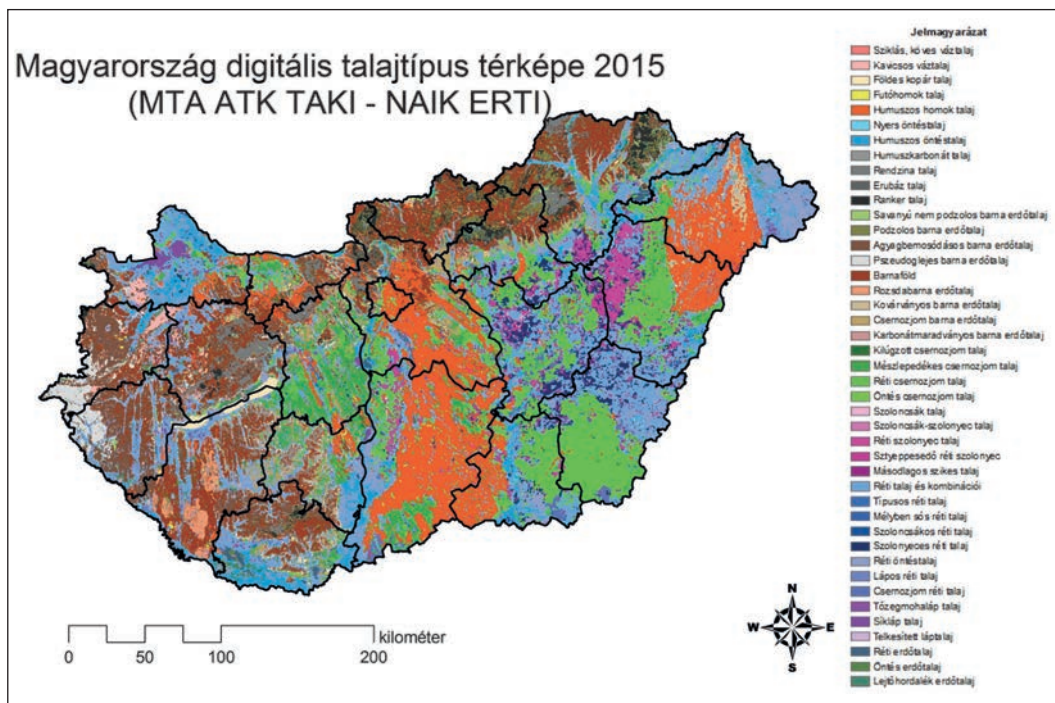 Magyarország digitális talajtípus térképe 2015
(MTA ATK TAKI - NAIK ERTI)
Jelmagyarázat
Sziklás, köves váztalaj
Kavicsos váztalaj
Földes kopár talaj
Futóhomok talaj
Humuszos homok talaj
Nyers öntéstalaj
Humuszos öntéstalaj
Humuszkarbonát talaj
Rendzina talaj
Erubáz talaj
Ranker talaj
Savanyú nem podzolos barna erdőtalaj
Podzolos barna erdőtalaj
Agyagbemosódásos barna erdőtalaj
Pszeudoglejes barna erdőtalaj
Barnaföld
Rozsdabarna erdőtalaj
Kovárványos barna erdőtalaj
Csernozjom barna erdőtalaj
Karbonátmaradványos barna erdőtalaj
Kilúgzott csernozjom talaj
Mészlepedékes csernozjom talaj
Réti csernozjom talaj
Öntés csernozjom talaj
Szoloncsák talaj
Szoloncsák-szolonyec talaj
Réti szolonyec talaj
Sztyeppesedő réti szolonyec
Másodlagos szikes talaj
Réti talaj és kombinációi
Típusos réti talaj
Mélyben sós réti talaj
Szoloncsákos réti talaj
Szolonyeces réti talaj
Réti öntéstalaj
Lápos réti talaj
Csernozjom réti talaj
Tőzegmohaláp talaj
Síkláp talaj
Telkesített láptalaj
Réti erdőtalaj
Öntés erdőtalaj
Lejtőhordalék erdőtalaj
N
W E
S
kilométer
0 50 100 200